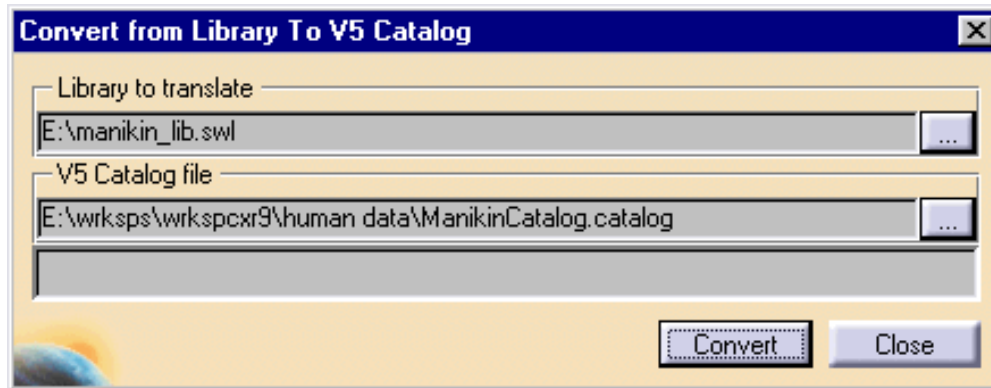 Convert from Library To V5 Catalog
Library to translate
E:\manikin_lib.swl
...
V5 Catalog file
E:\wrksps\wrkspcxr9\human data\ManikinCatalog.catalog
...
Convert
Close